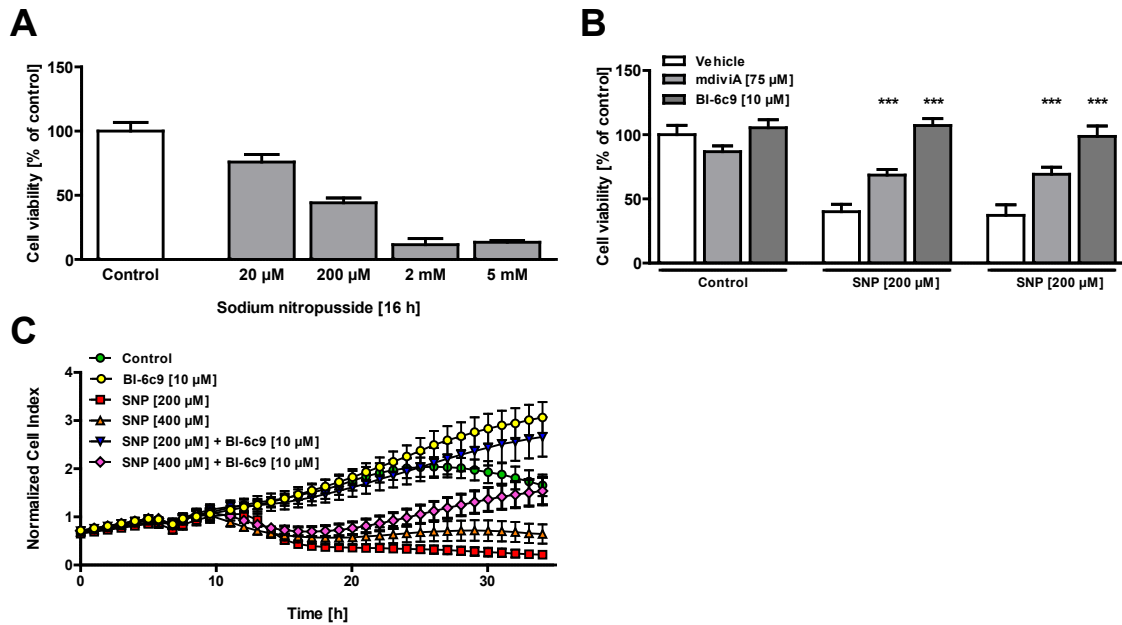 A
Cell viability [% of control]
150
100
50
0
Control
20 µM
200 µM
2 mM
5 mM
Sodium nitropusside [16 h]
B
Vehicle
mdiviA [75 µM]
BI-6c9 [10 µM]
Cell viability [% of control]
150
100
50
0
*** ***
*** ***
Control
SNP [200 µM]
SNP [200 µM]
C
Control
BI-6c9 [10 µM]
SNP [200 µM]
SNP [400 µM]
SNP [200 µM] + BI-6c9 [10 µM]
SNP [400 µM] + BI-6c9 [10 µM]
Normalized Cell Index
4
3
2
1
0
0
10
20
30
Time [h]